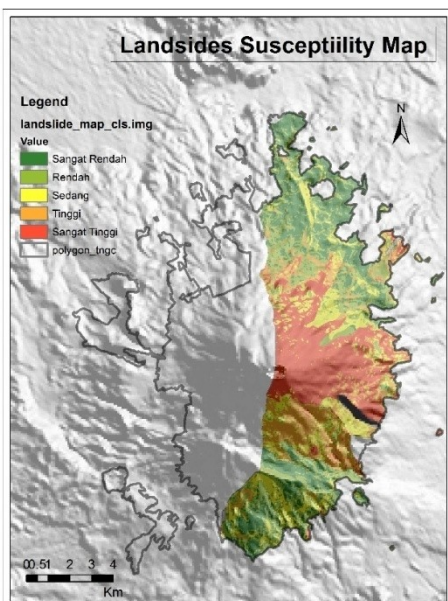 Landsides Susceptiility Map
N
Legend
landslide_map_cls.img
Value
Sangat Rendah
Rendah
Sedang
Tinggi
Sangat Tinggi
polygon_tngc
00.51 2 3 4
Km